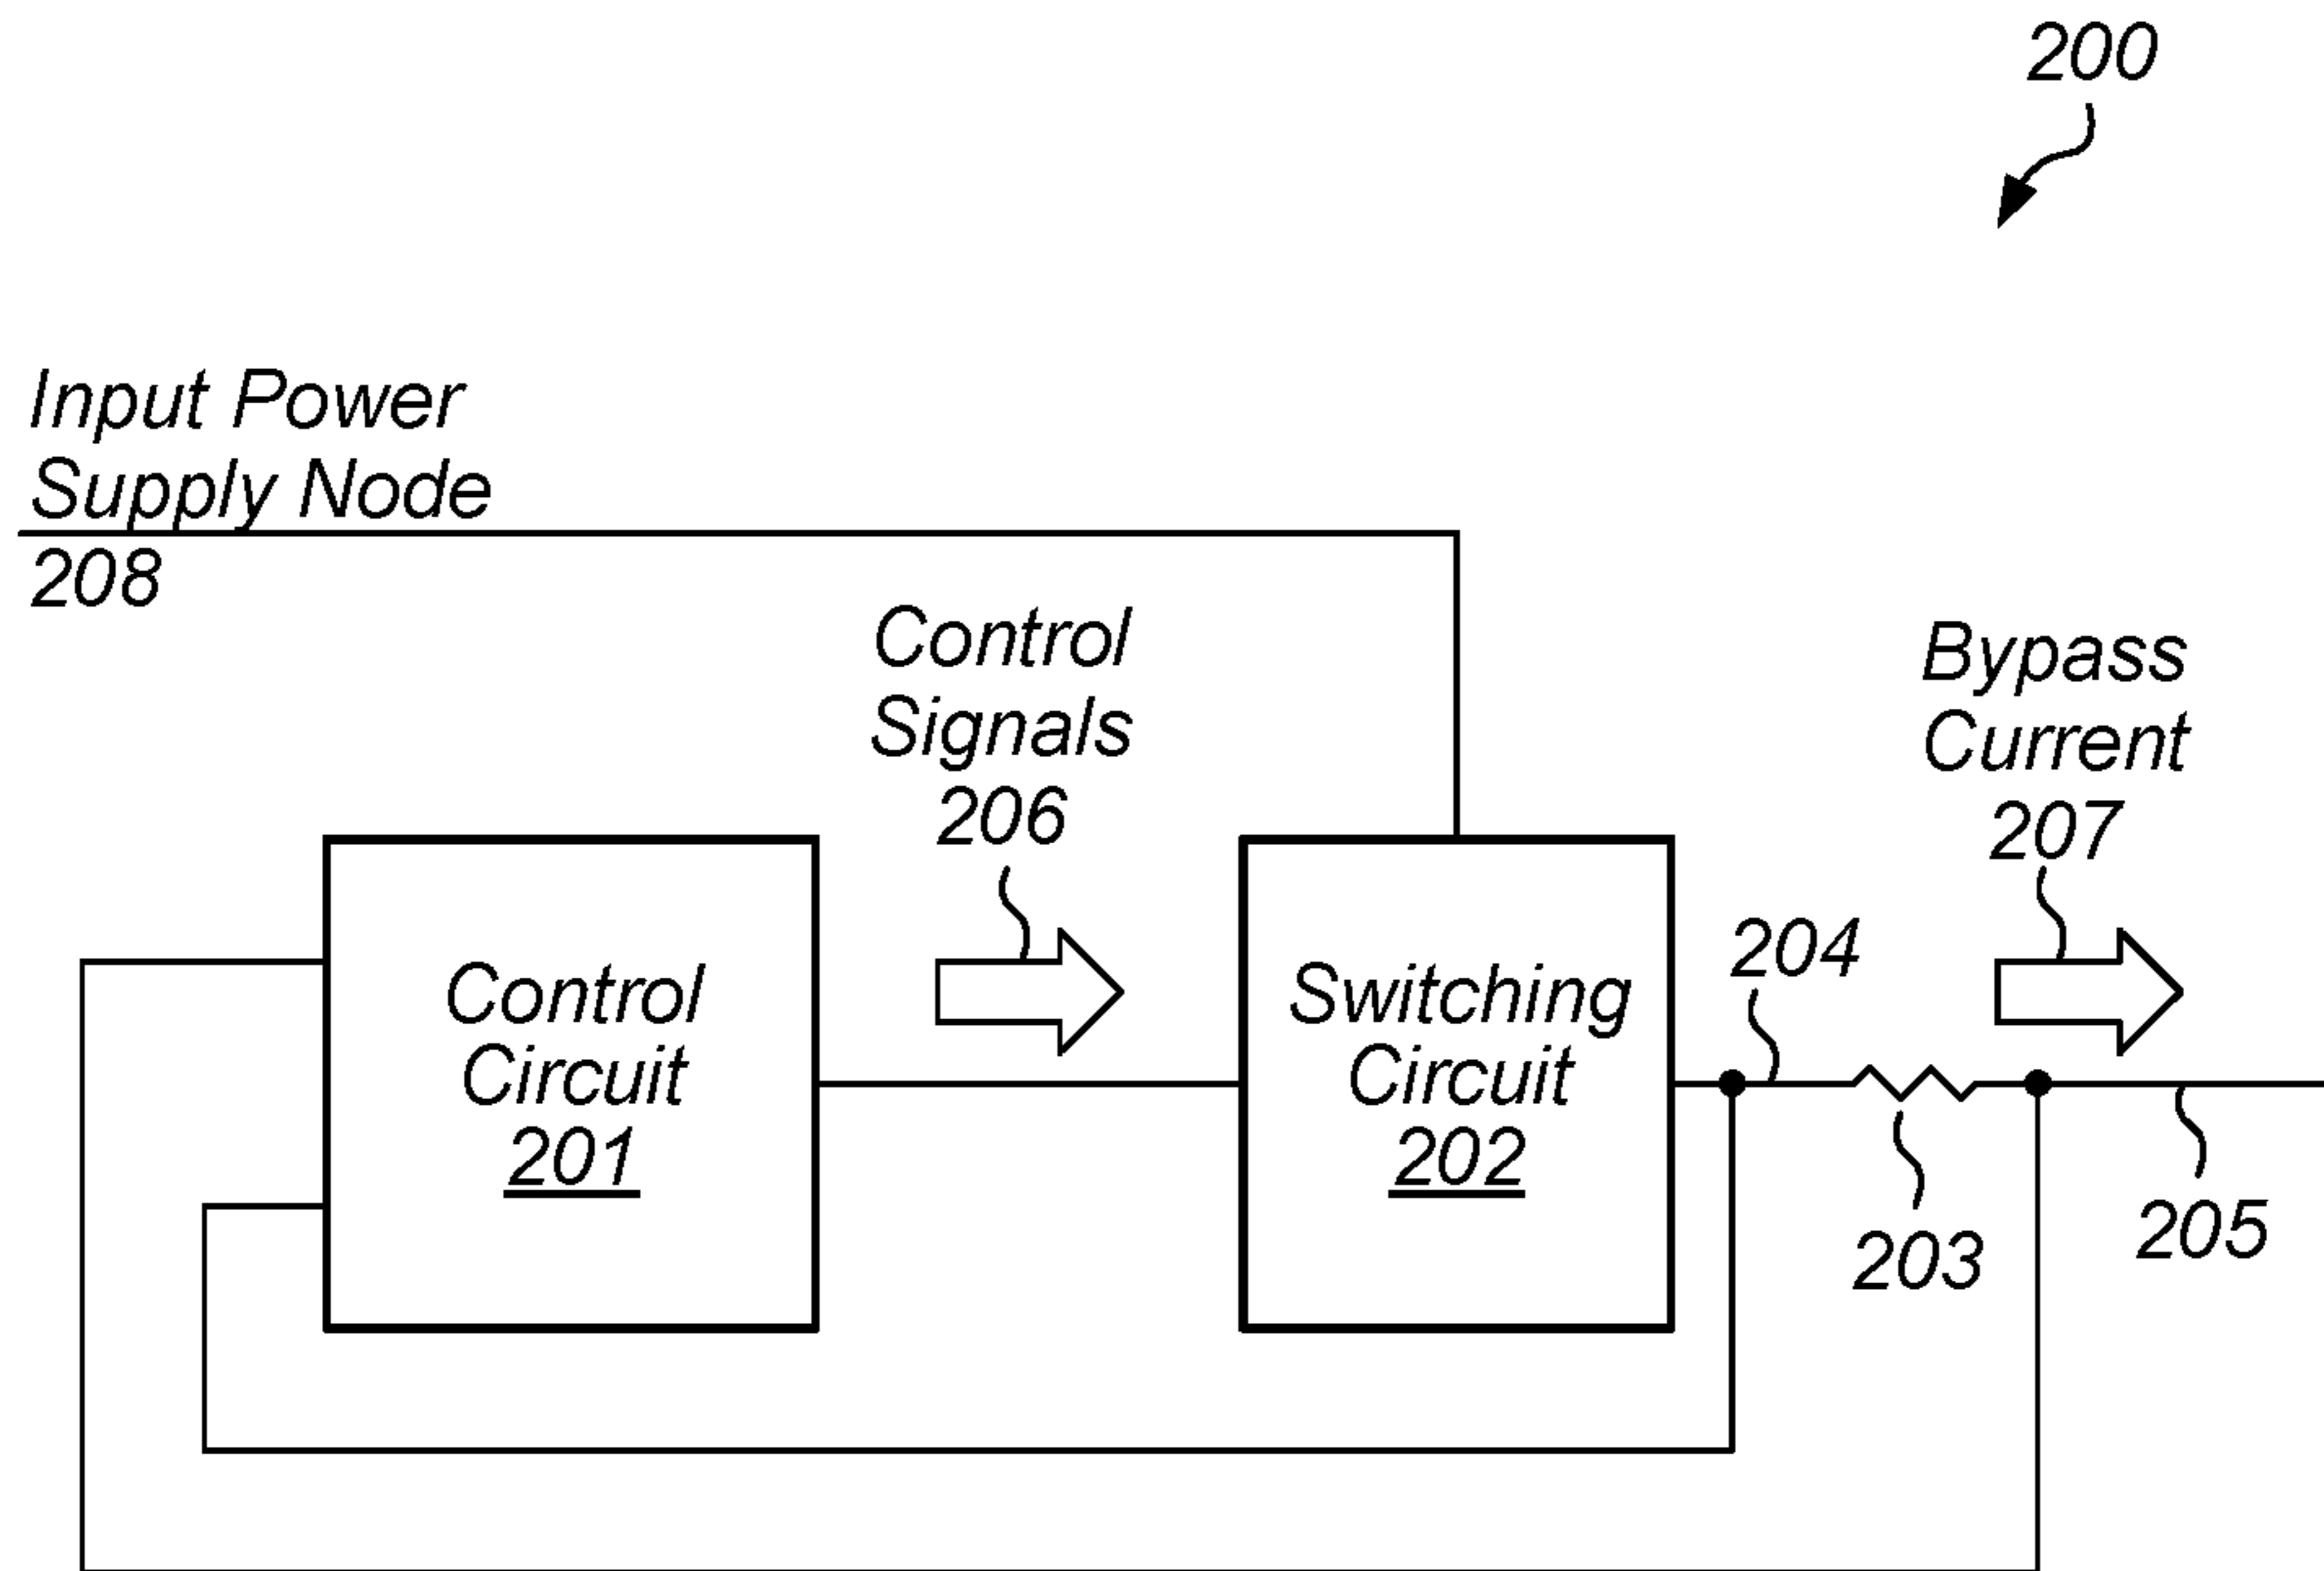 200
Input Power
Supply Node
208
Control
Signals
206
Bypass
Current
207
Control
Circuit
201
Switching
Circuit
202
204
203
205